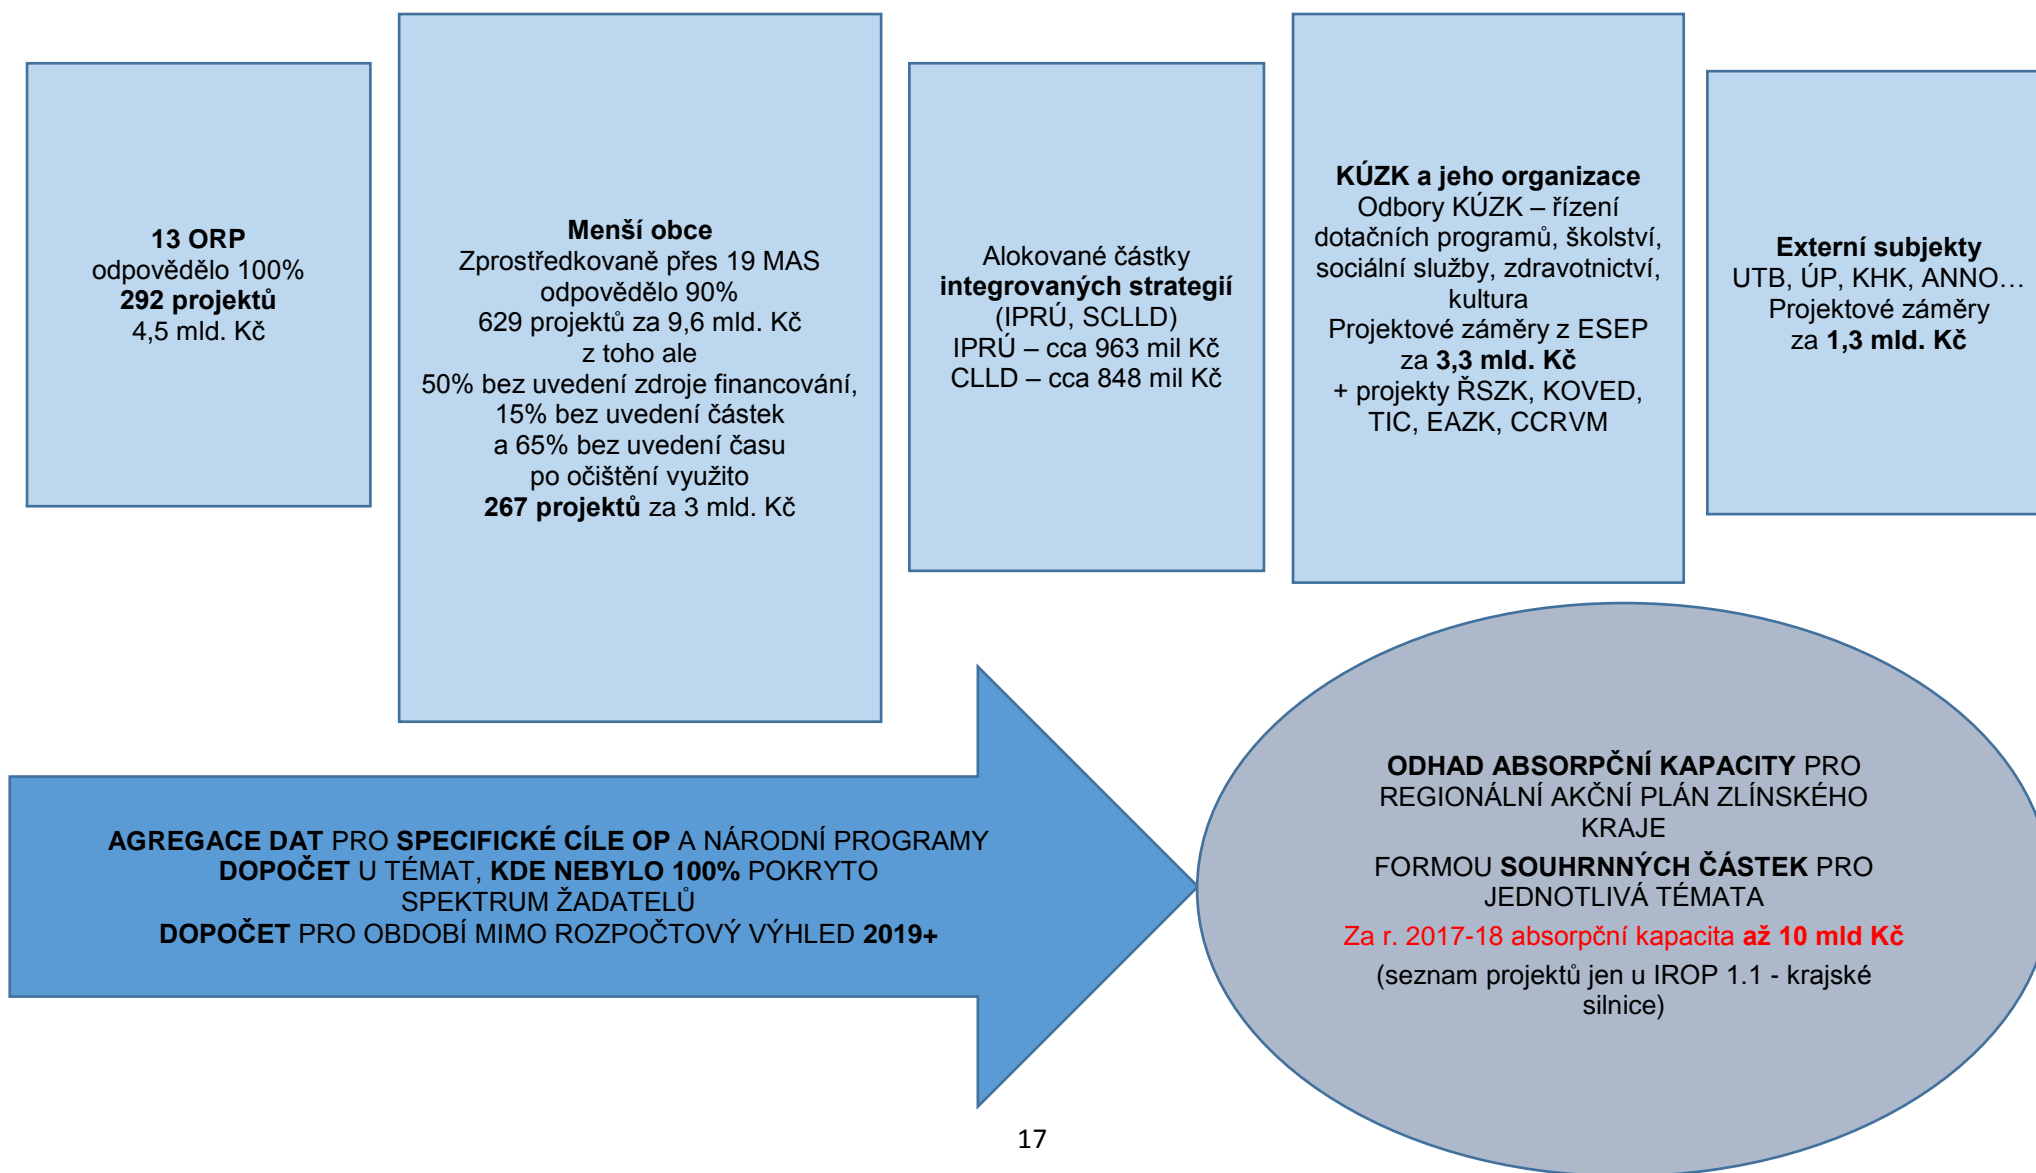 13 ORP
odpovědělo 100%
292 projektů
4,5 mld. Kč
Menší obce
Zprostředkovaně přes 19 MAS
odpovědělo 90%
629 projektů za 9,6 mld. Kč
z toho ale
50% bez uvedení zdroje financování,
15% bez uvedení částek
a 65% bez uvedení času
po očištění využito
267 projektů za 3 mld. Kč
Alokované částky
integrovaných strategií
(IPRÚ, SCLLD)
IPRÚ – cca 963 mil Kč
CLLD – cca 848 mil Kč
KÚZK a jeho organizace
Odbory KÚZK – řízení
dotačních programů, školství,
sociální služby, zdravotnictví,
kultura
Projektové záměry z ESEP
za 3,3 mld. Kč
+ projekty ŘSZK, KOVED,
TIC, EAZK, CCRVM
Externí subjekty
UTB, ÚP, KHK, ANNO…
Projektové záměry
za 1,3 mld. Kč
AGREGACE DAT PRO SPECIFICKÉ CÍLE OP A NÁRODNÍ PROGRAMY
DOPOČET U TÉMAT, KDE NEBYLO 100% POKRYTO
SPEKTRUM ŽADATELŮ
DOPOČET PRO OBDOBÍ MIMO ROZPOČTOVÝ VÝHLED 2019+
ODHAD ABSORPČNÍ KAPACITY PRO
REGIONÁLNÍ AKČNÍ PLÁN ZLÍNSKÉHO
KRAJE
FORMOU SOUHRNNÝCH ČÁSTEK PRO
JEDNOTLIVÁ TÉMATA
Za r. 2017-18 absorpční kapacita až 10 mld Kč
(seznam projektů jen u IROP 1.1 - krajské
silnice)
17